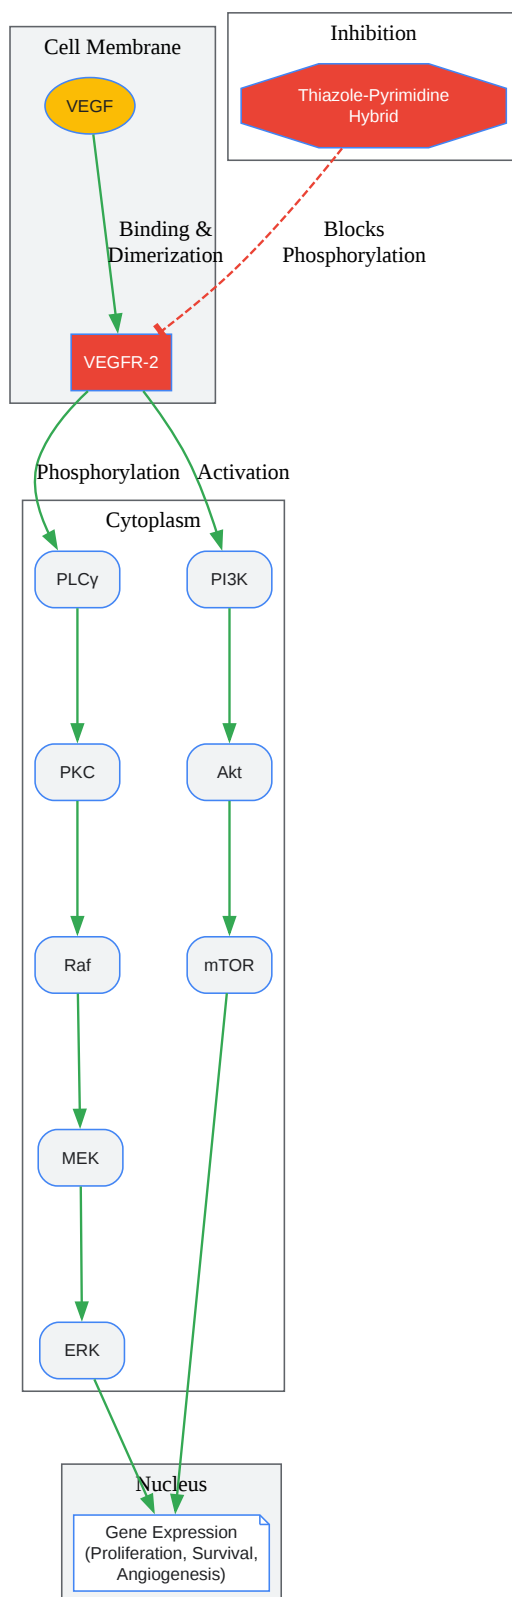 Cell Membrane
Inhibition
VEGF
Thiazole-Pyrimidine
Hybrid
Binding &
Dimerization
Blocks
Phosphorylation
VEGFR-2
Phosphorylation
Activation
Cytoplasm
PLCγ
PI3K
PKC
Akt
Raf
mTOR
MEK
ERK
Nucleus
Gene Expression
(Proliferation, Survival,
Angiogenesis)